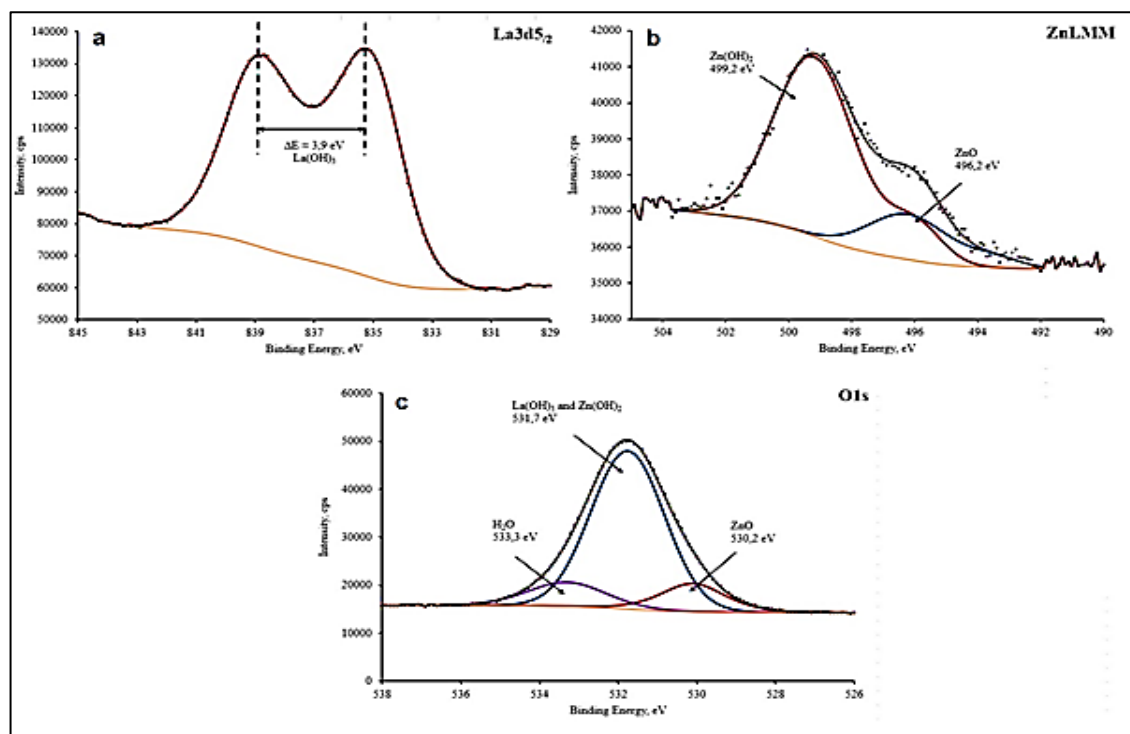 a
La3d5/2
140000
130000
120000
110000
100000
90000
80000
70000
60000
50000
Intensity, cps
ΔE = 3,9 eV
La(OH)3
845 843 841 839 837 835 833 831 829
Binding Energy, eV
b
ZnLMM
42000
41000
40000
39000
38000
37000
36000
35000
34000
Intensity, cps
Zn(OH)2
499,2 eV
ZnO
496,2 eV
504 502 500 498 496 494 492 490
Binding Energy, eV
c
O1s
60000
50000
40000
30000
20000
10000
0
Intensity, cps
La(OH)3 and Zn(OH)2
531,7 eV
H2O
533,3 eV
ZnO
530,2 eV
538 536 534 532 530 528 526
Binding Energy, eV